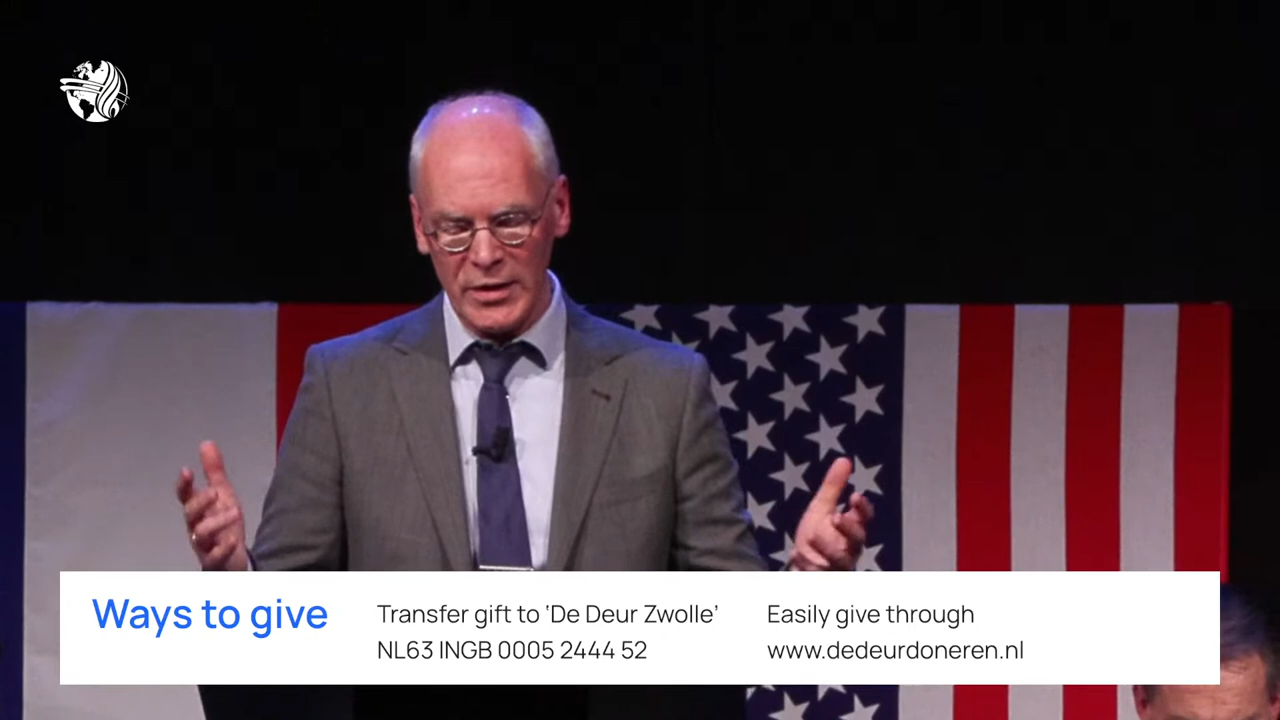 Ways to give
Transfer gift to ‘De Deur Zwolle’
NL63 INGB 0005 2444 52
Easily give through
www.dedeurdoneren.nl